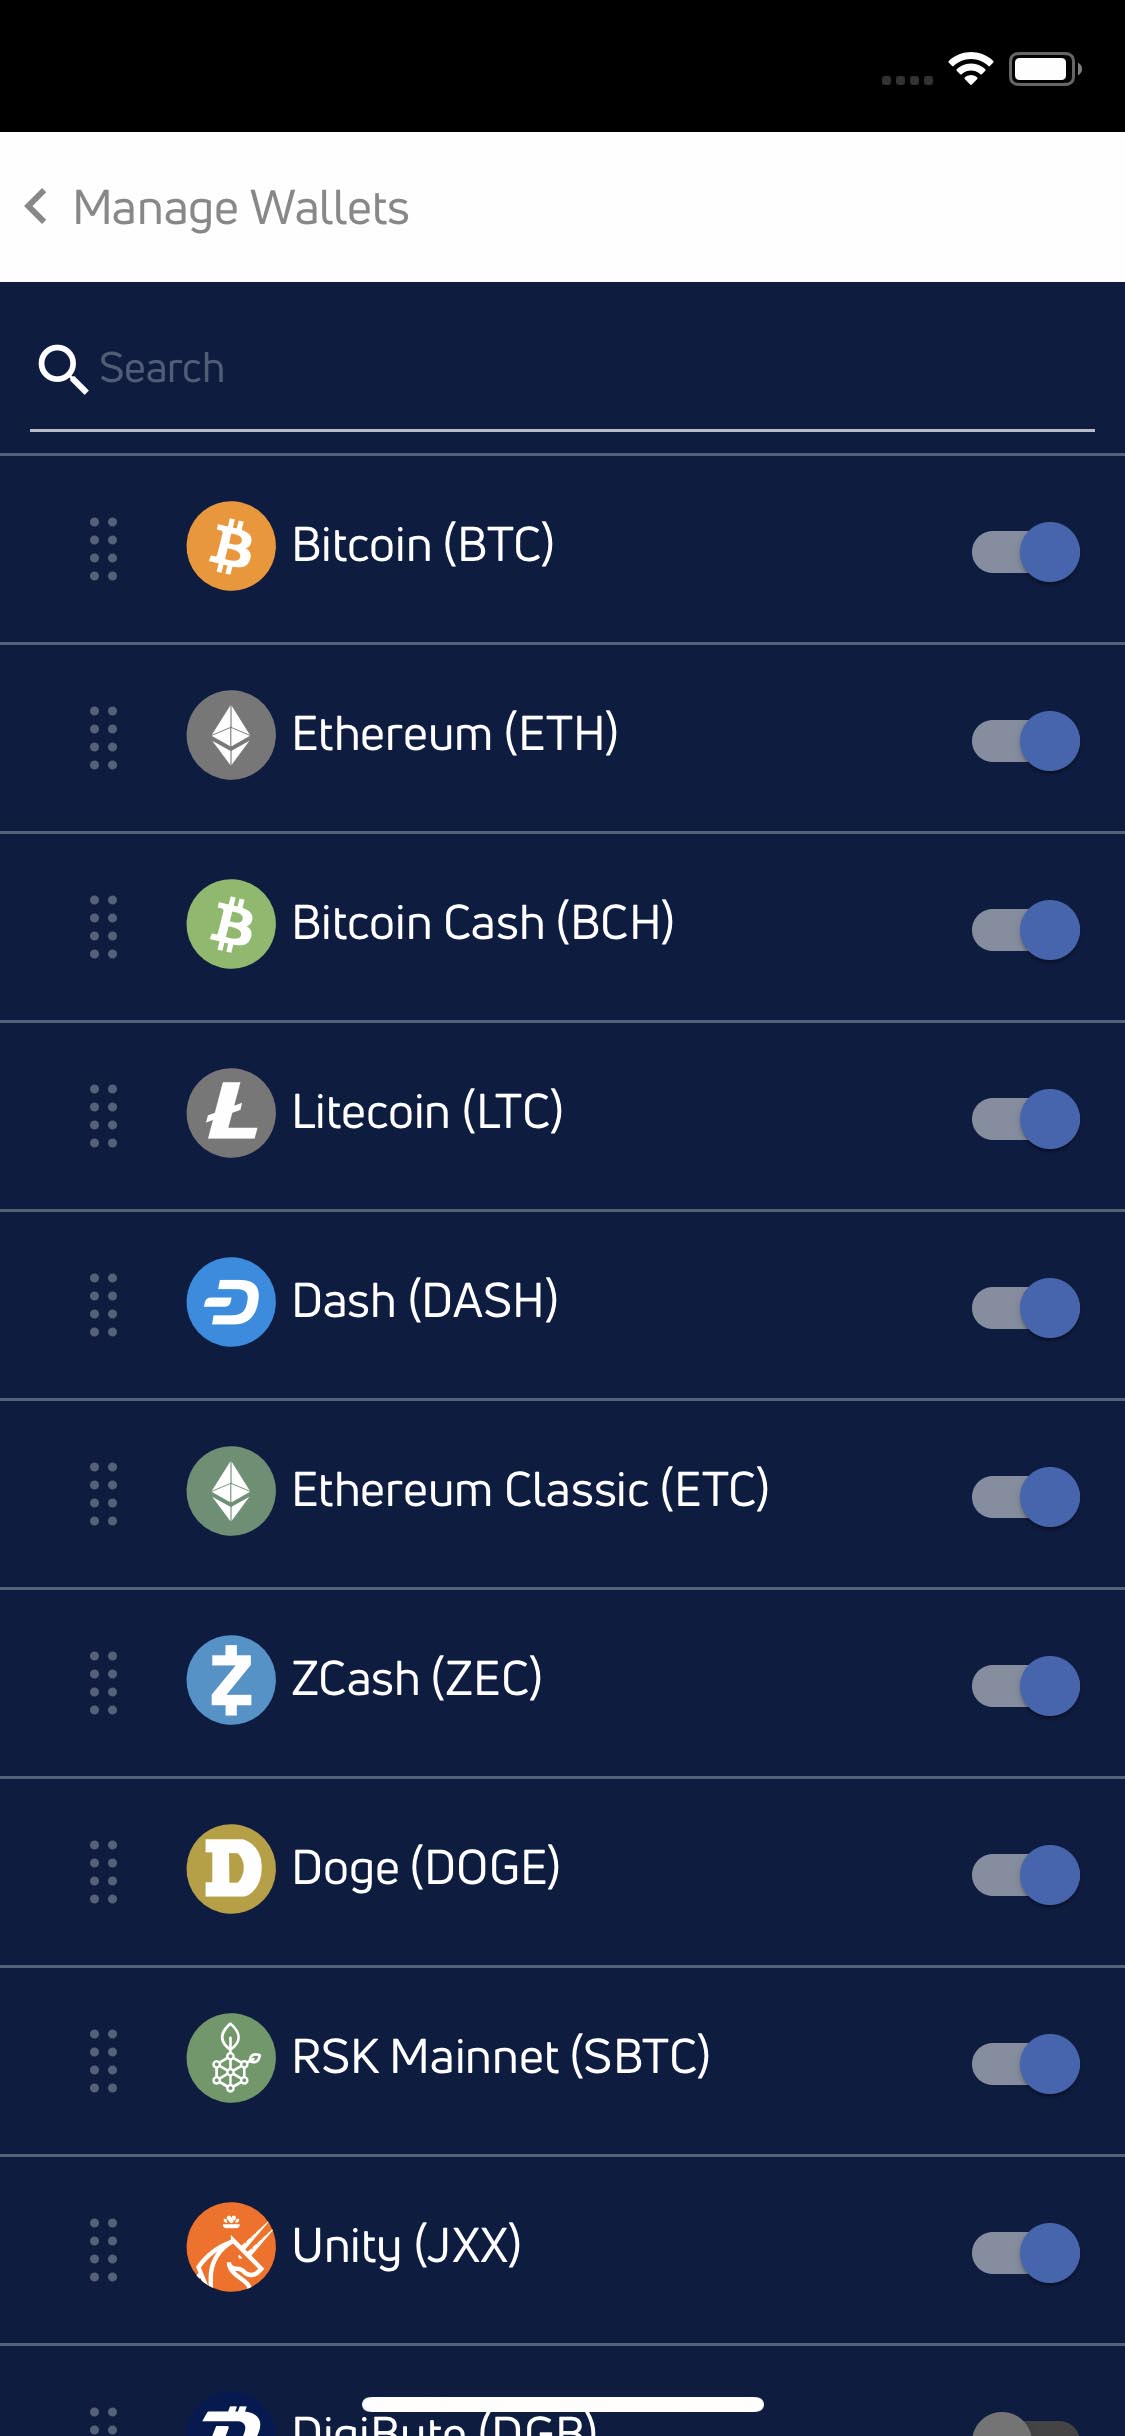 Manage Wallets
Search
Bitcoin (BTC)
Ethereum (ETH)
Bitcoin Cash (BCH)
Litecoin (LTC)
Dash (DASH)
Ethereum Classic (ETC)
ZCash (ZEC)
Doge (DOGE)
RSK Mainnet (SBTC)
Unity (JXX)
DigiByte (DGB)